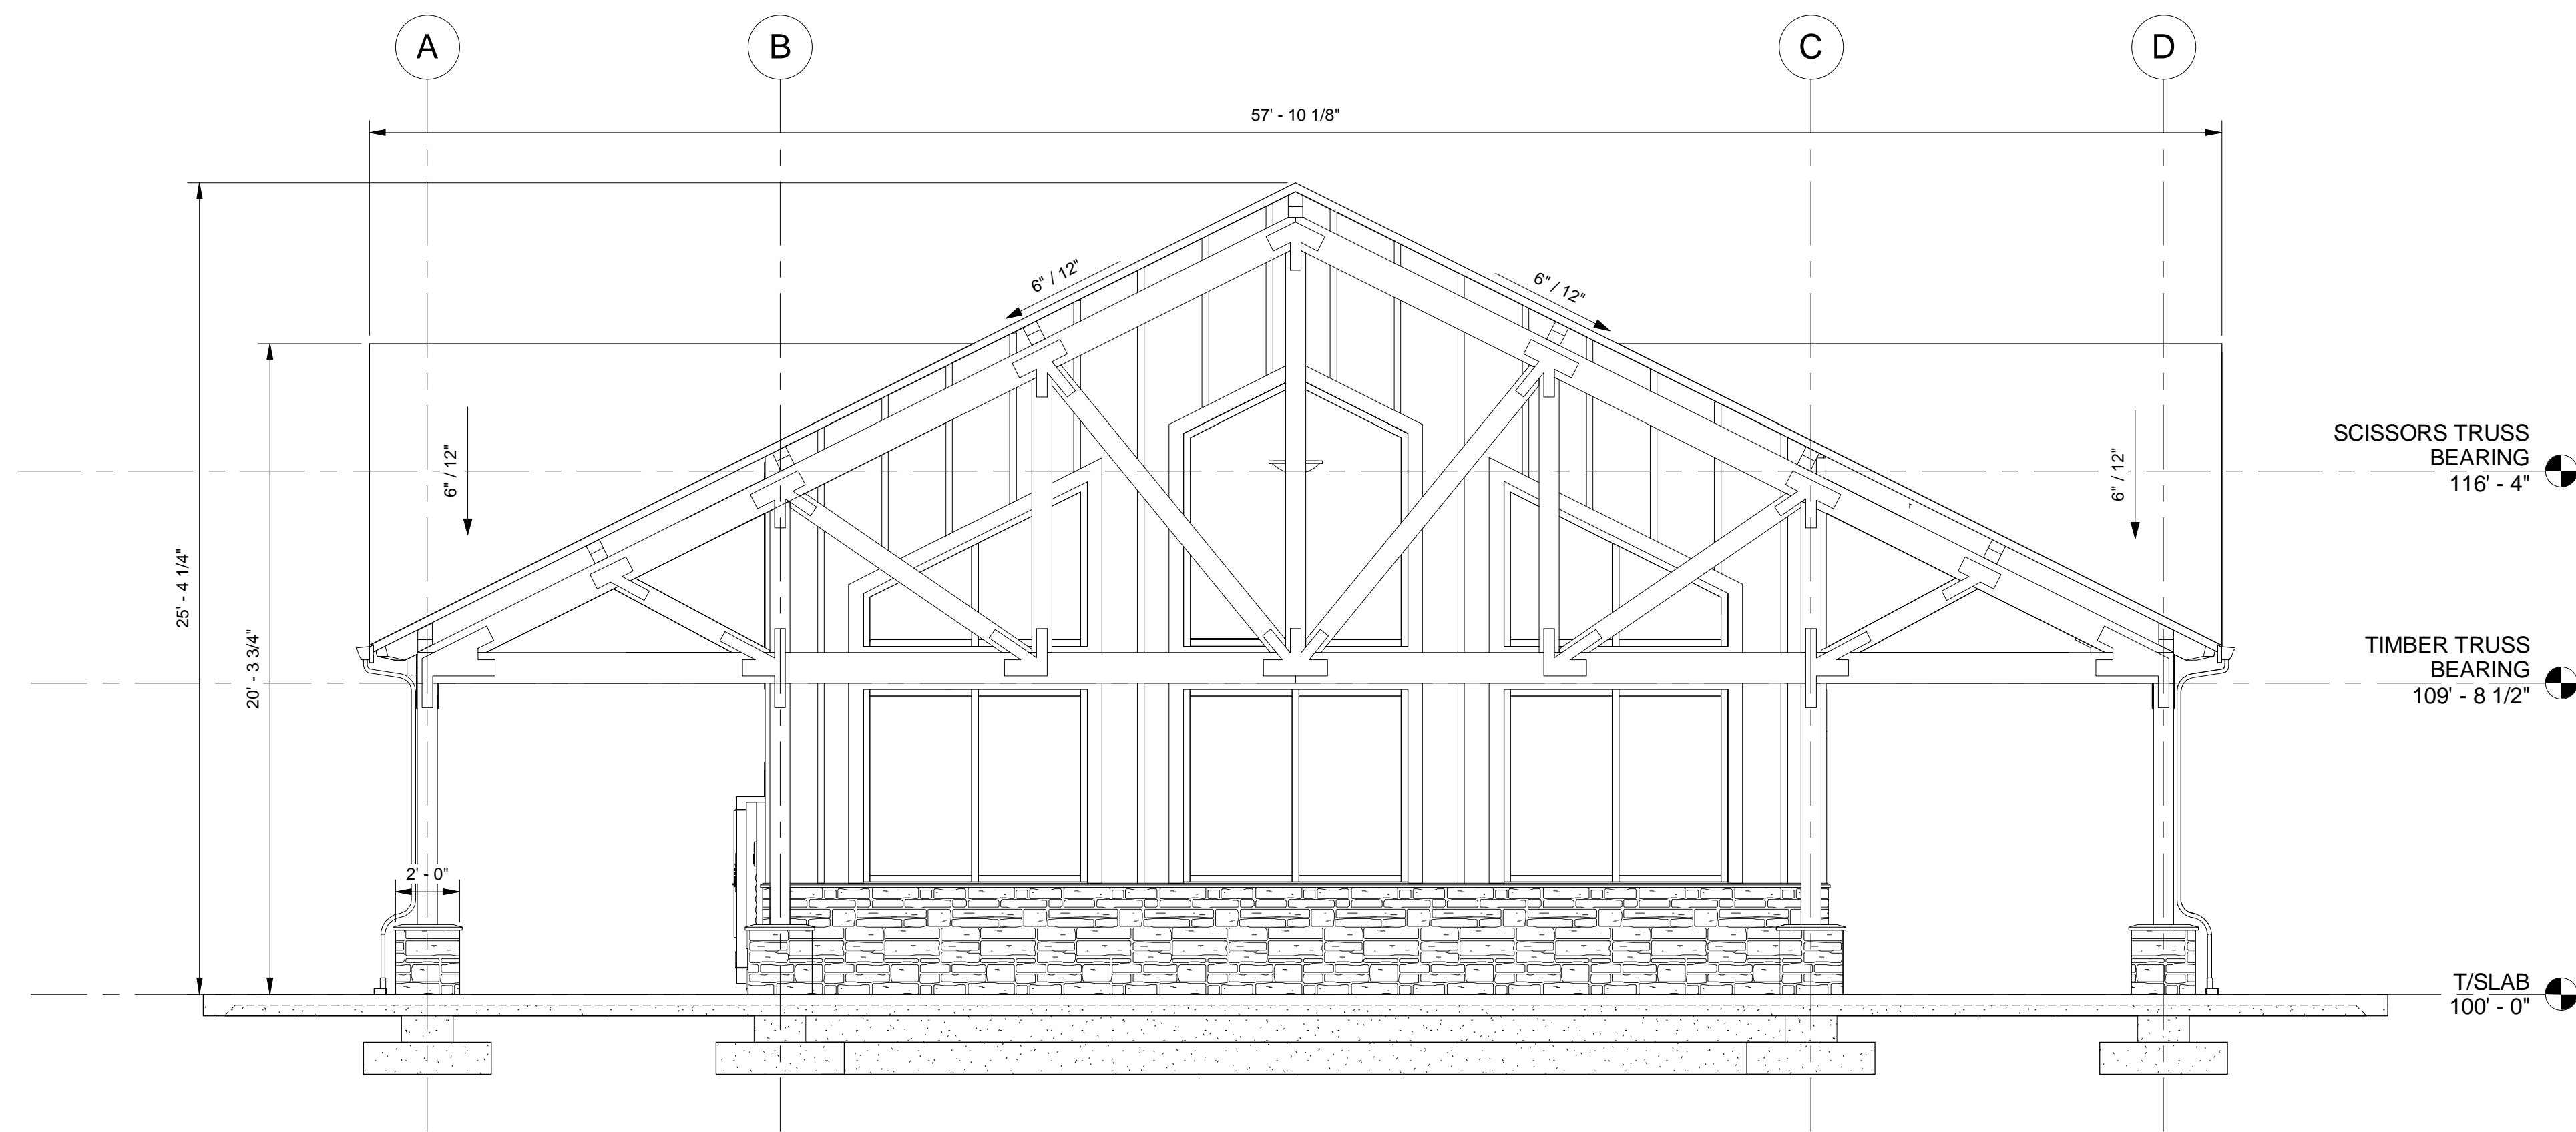 A
B
C
D
57' - 10 1/8"
6" / 12"
6" / 12"
6" / 12"
6" / 12"
25' - 4 1/4"
20' - 3 3/4"
2' - 0"
SCISSORS TRUSS
BEARING
116' - 4"
TIMBER TRUSS
BEARING
109' - 8 1/2"
T/SLAB
100' - 0"